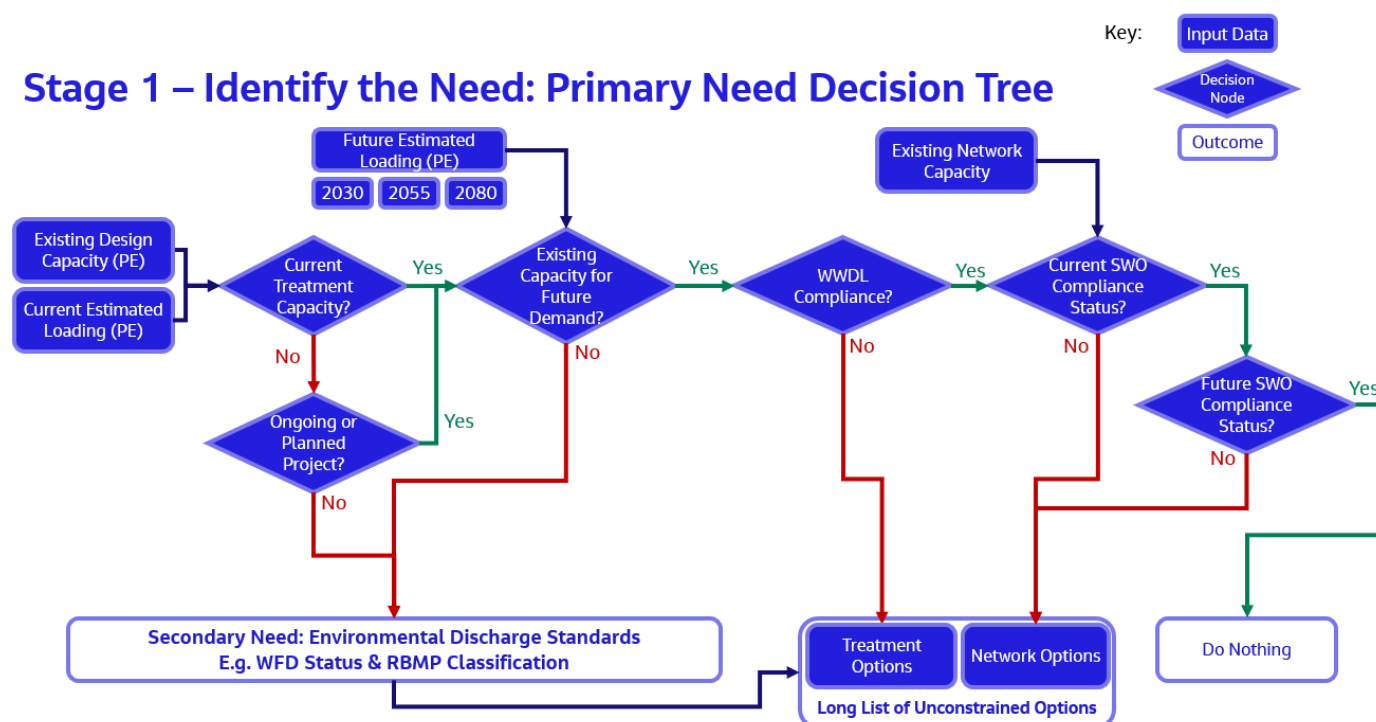 Key:
Input Data
Decision
Node
Outcome
Stage 1 – Identify the Need: Primary Need Decision Tree
Future Estimated
Loading (PE)
2030
2055
2080
Existing Network
Capacity
Existing Design
Capacity (PE)
Current Estimated
Loading (PE)
Current
Treatment
Capacity?
Yes
Existing
Capacity for
Future
Demand?
Yes
WWDL
Compliance?
Yes
Current SWO
Compliance
Status?
Yes
No
No
No
No
Ongoing or
Planned
Project?
Yes
Future SWO
Compliance
Status?
Yes
No
No
Secondary Need: Environmental Discharge Standards
E.g. WFD Status & RBMP Classification
Treatment
Options
Network Options
Long List of Unconstrained Options
Do Nothing